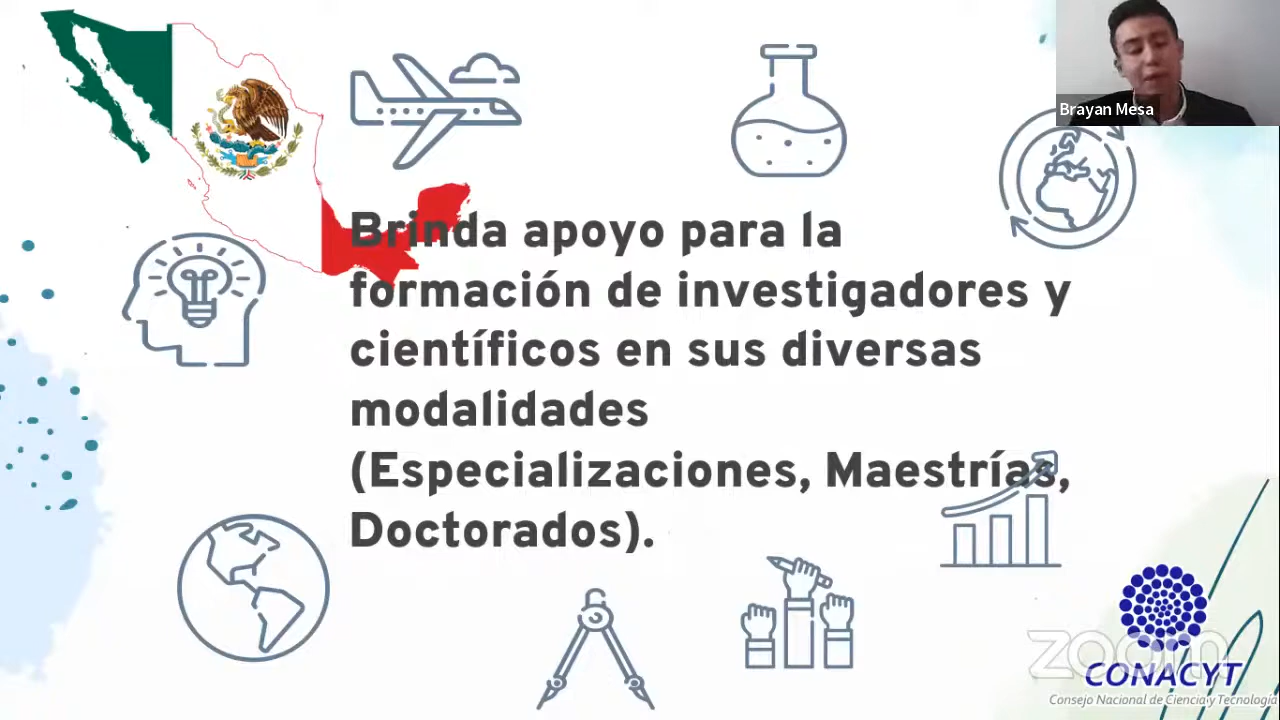 Brayan Mesa
Brinda apoyo para la
formación de investigadores y
científicos en sus diversas
modalidades
(Especializaciones, Maestrías,
Doctorados).
zoom
CONACYT
Consejo Nacional de Ciencia y Tecnología